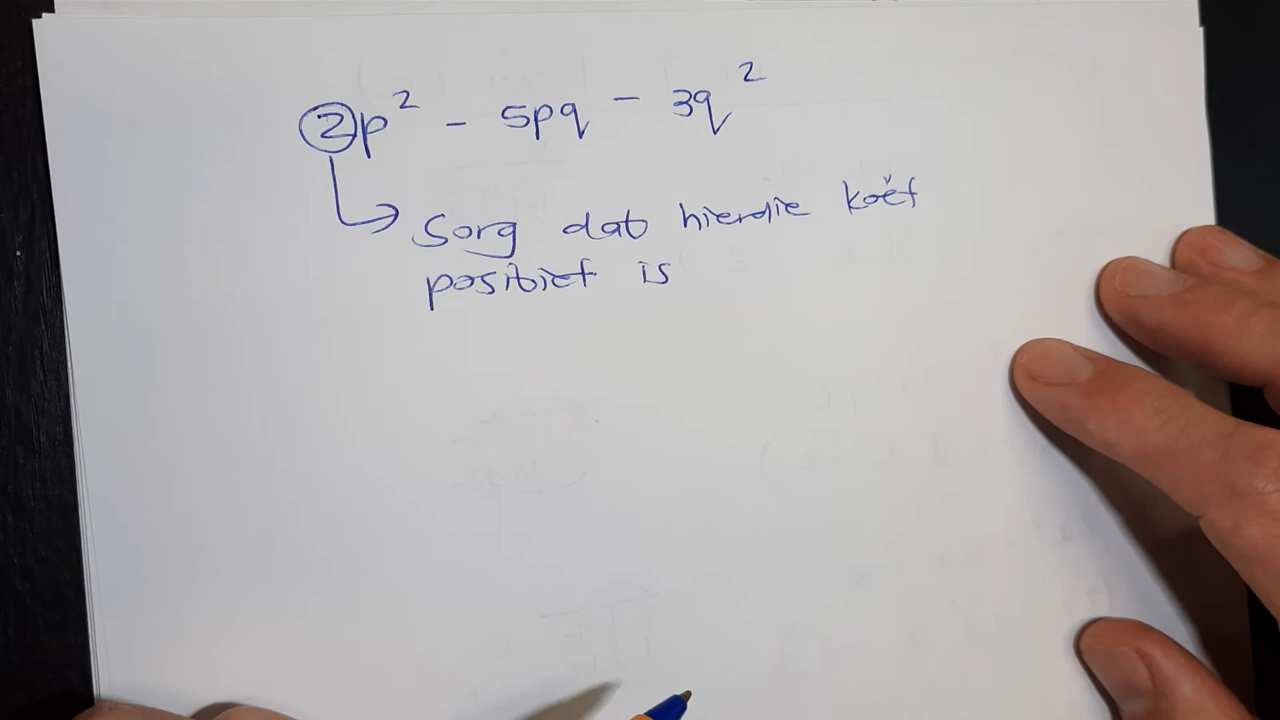 2p² - 5pq - 3q²
Sorg dat hierdie koëf
positief is